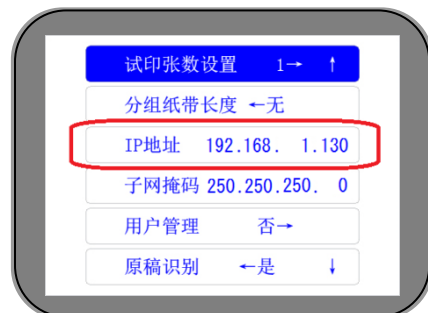 试印张数设置 1→ ↑
分组纸带长度 ←无
IP地址 192.168. 1.130
子网掩码 250.250.250. 0
用户管理 否→
原稿识别 ←是 ↓